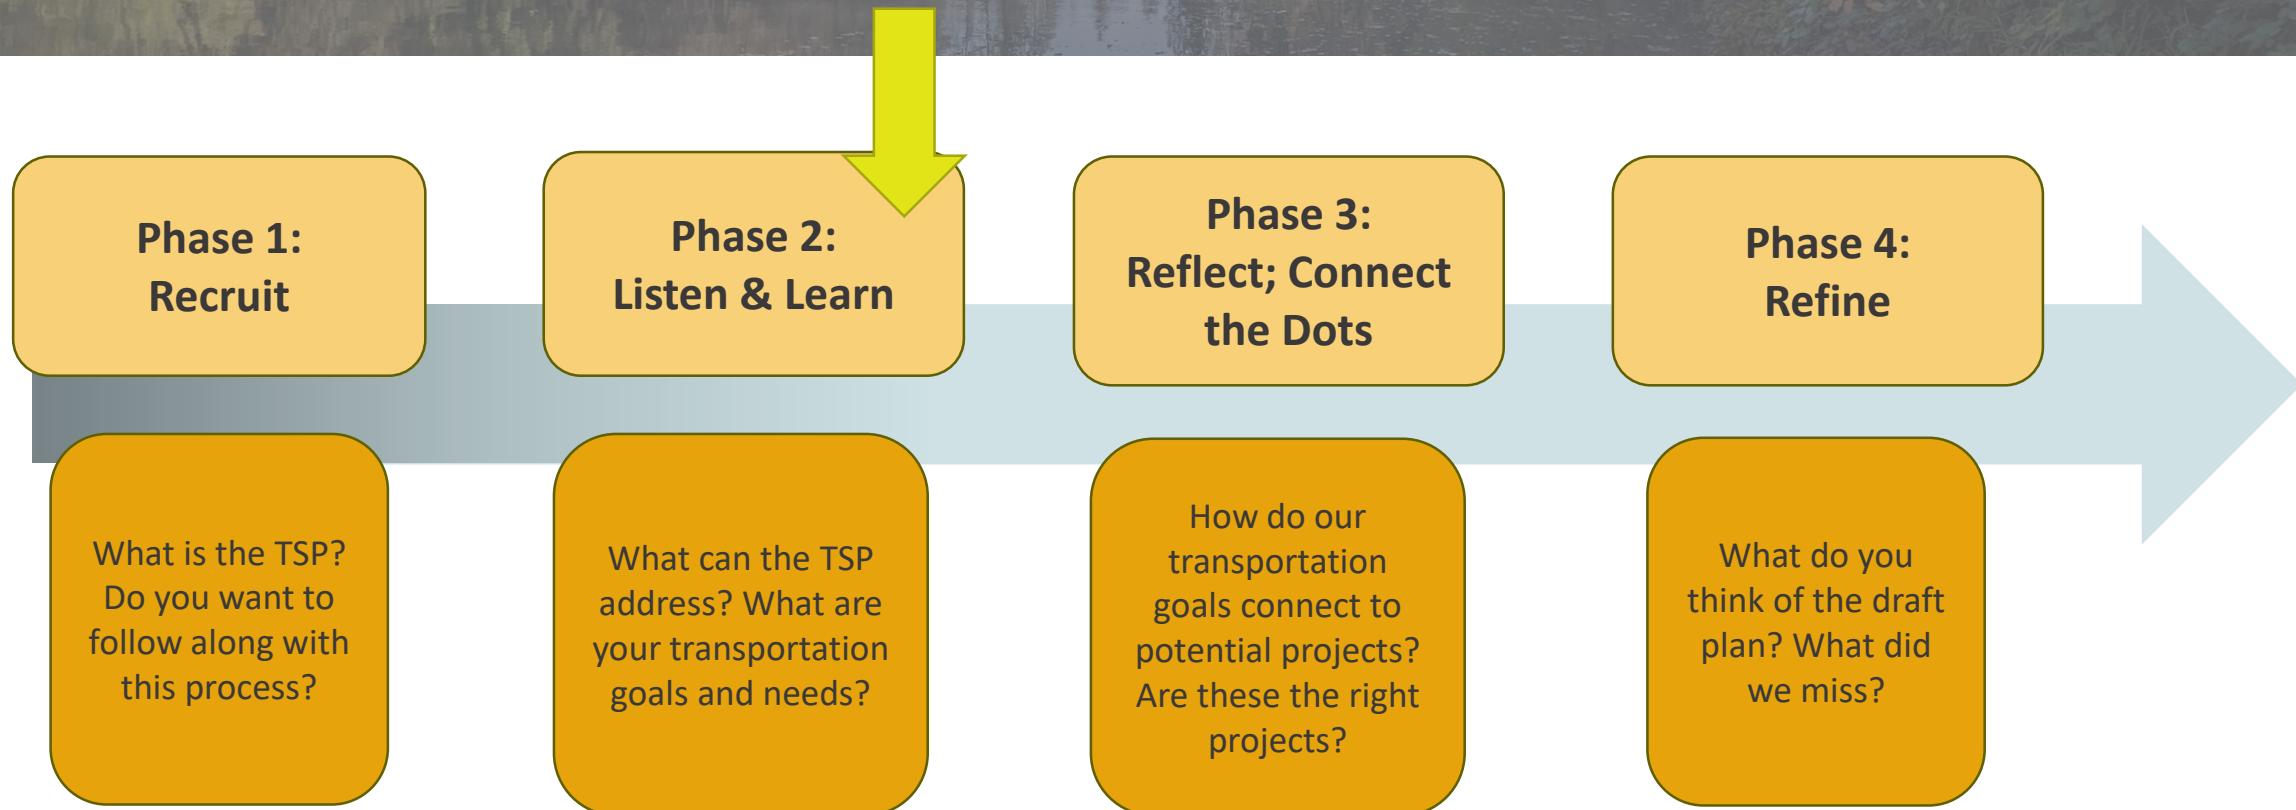 Phase 1:
Recruit
Phase 2:
Listen & Learn
Phase 3:
Reflect; Connect
the Dots
Phase 4:
Refine
What is the TSP?
Do you want to
follow along with
this process?
What can the TSP
address? What are
your transportation
goals and needs?
How do our
transportation
goals connect to
potential projects?
Are these the right
projects?
What do you
think of the draft
plan? What did
we miss?